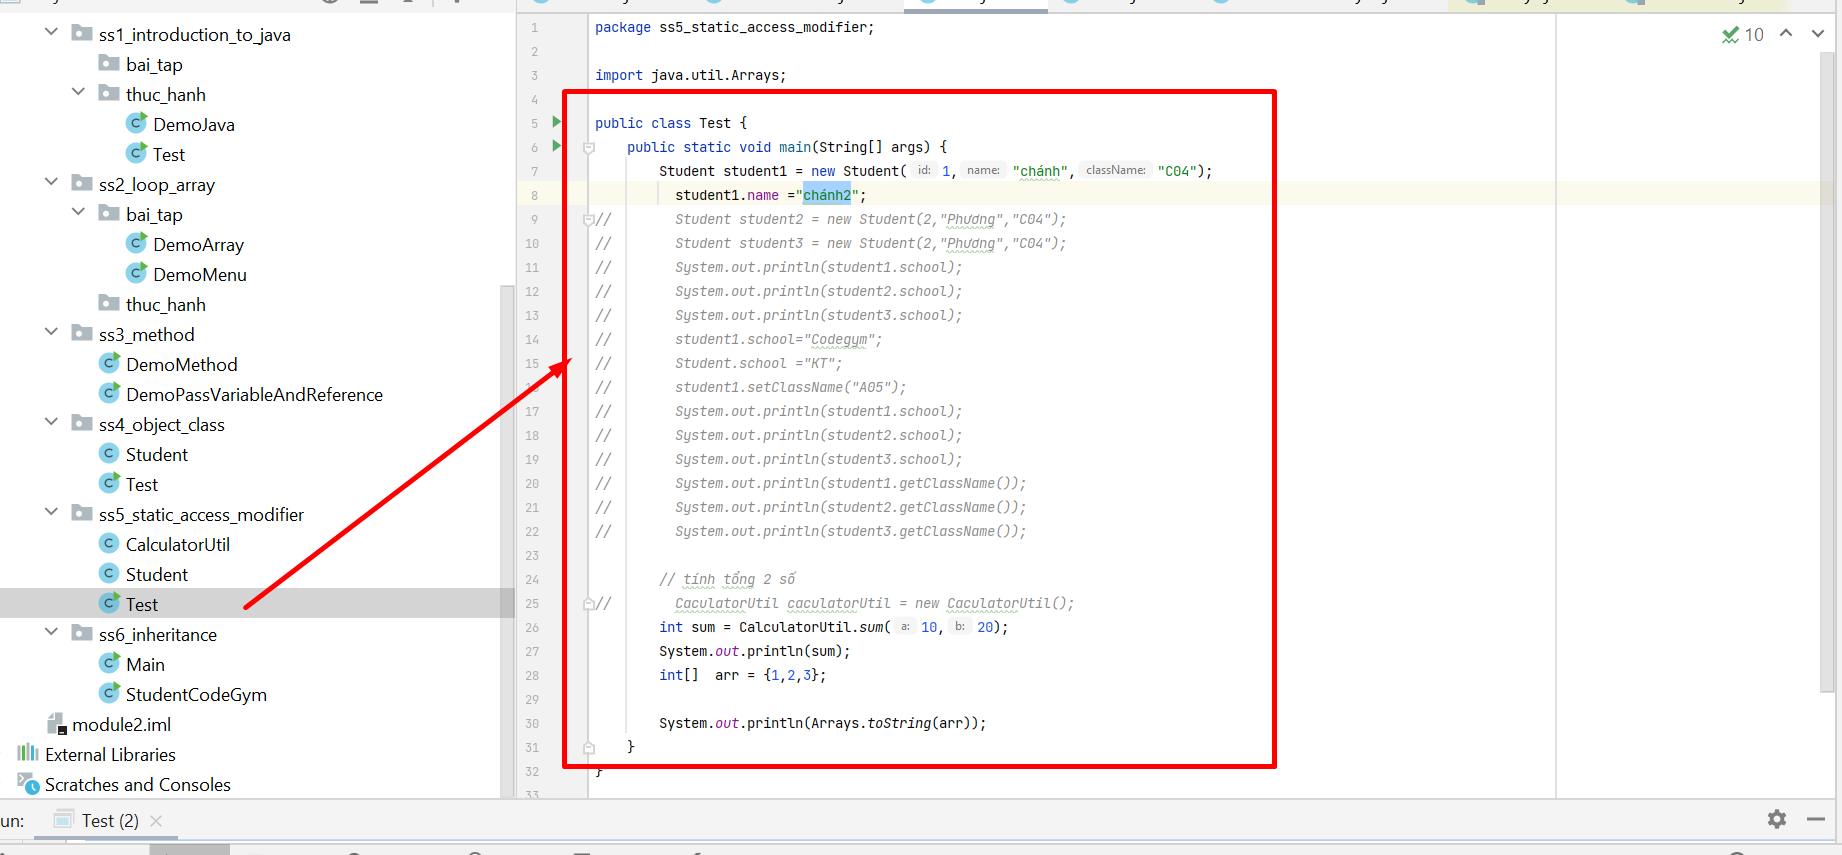 ss1_introduction_to_java
bai_tap
thuc_hanh
DemoJava
Test
ss2_loop_array
bai_tap
DemoArray
DemoMenu
thuc_hanh
ss3_method
DemoMethod
DemoPassVariableAndReference
ss4_object_class
Student
Test
ss5_static_access_modifier
CalculatorUtil
Student
Test
ss6_inheritance
Main
StudentCodeGym
module2.iml
External Libraries
Scratches and Consoles
10
1 package ss5_static_access_modifier;
2
3 import java.util.Arrays;
4
5 public class Test {
6 public static void main(String[] args) {
7 Student student1 = new Student( id: 1, name: "chánh", className: "C04");
8 student1.name ="chánh2";
9 // Student student2 = new Student(2,"Phương","C04");
10 // Student student3 = new Student(2,"Phương","C04");
11 // System.out.println(student1.school);
12 // System.out.println(student2.school);
13 // System.out.println(student3.school);
14 // student1.school="Codegym";
15 // Student.school ="KT";
// student1.setClassName("A05");
17 // System.out.println(student1.school);
18 // System.out.println(student2.school);
19 // System.out.println(student3.school);
20 // System.out.println(student1.getClassName());
21 // System.out.println(student2.getClassName());
22 // System.out.println(student3.getClassName());
23
24 // tính tổng 2 số
25 // CaculatorUtil caculatorUtil = new CaculatorUtil();
26 int sum = CalculatorUtil.sum( a: 10, b: 20);
27 System.out.println(sum);
28 int[] arr = {1,2,3};
29
30 System.out.println(Arrays.toString(arr));
31 }
32 }
33
un: Test (2)